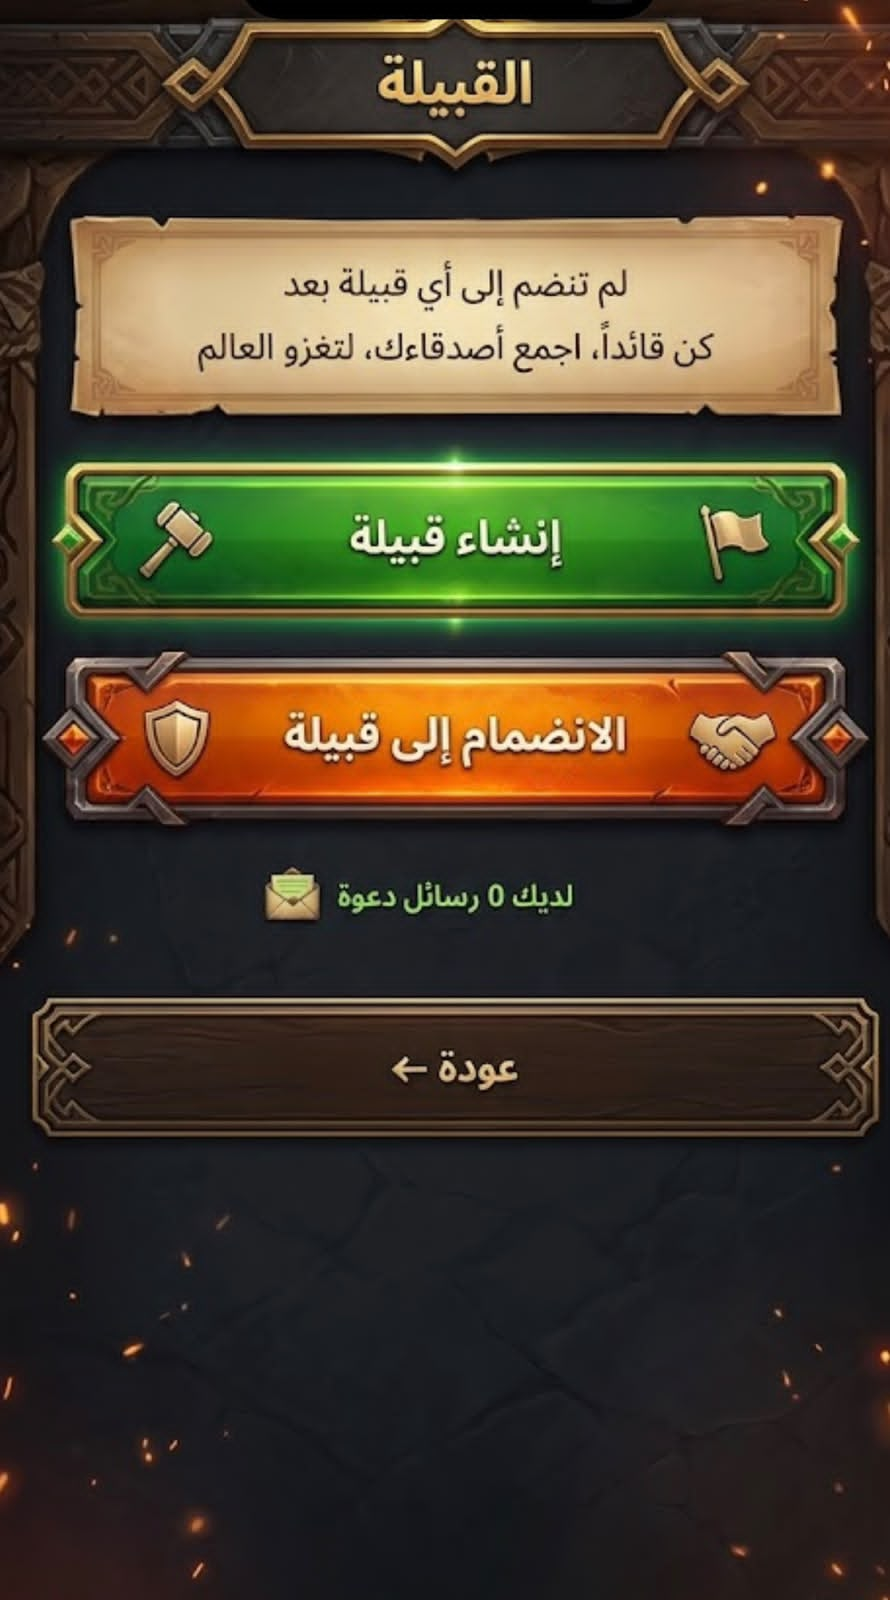 القبيلة
لم تنضم إلى أي قبيلة بعد
كن قائداً، اجمع أصدقاءك، لتغزو العالم
إنشاء قبيلة
الانضمام إلى قبيلة
لديك 0 رسائل دعوة
عودة ←